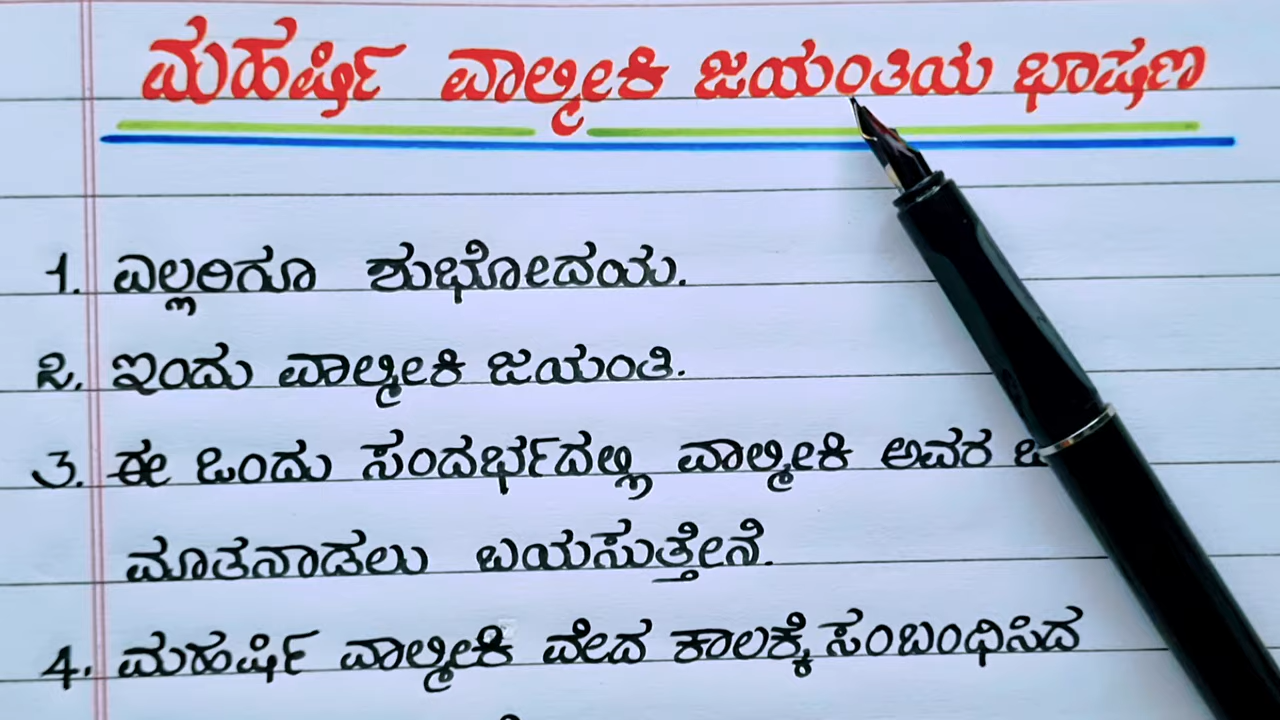 ಮಹರ್ಷಿ ವಾಲ್ಮೀಕಿ ಜಯಂತಿಯ ಭಾಷಣ
1. ಎಲ್ಲರಿಗೂ ಶುಭೋದಯ.
2. ಇಂದು ವಾಲ್ಮೀಕಿ ಜಯಂತಿ.
3. ಈ ಒಂದು ಸಂದರ್ಭದಲ್ಲಿ ವಾಲ್ಮೀಕಿ ಅವರ
ಮಾತನಾಡಲು ಬಯಸುತ್ತೇನೆ.
4. ಮಹರ್ಷಿ ವಾಲ್ಮೀಕಿ ವೇದ ಕಾಲಕ್ಕೆ ಸಂಬಂಧಿಸಿದ